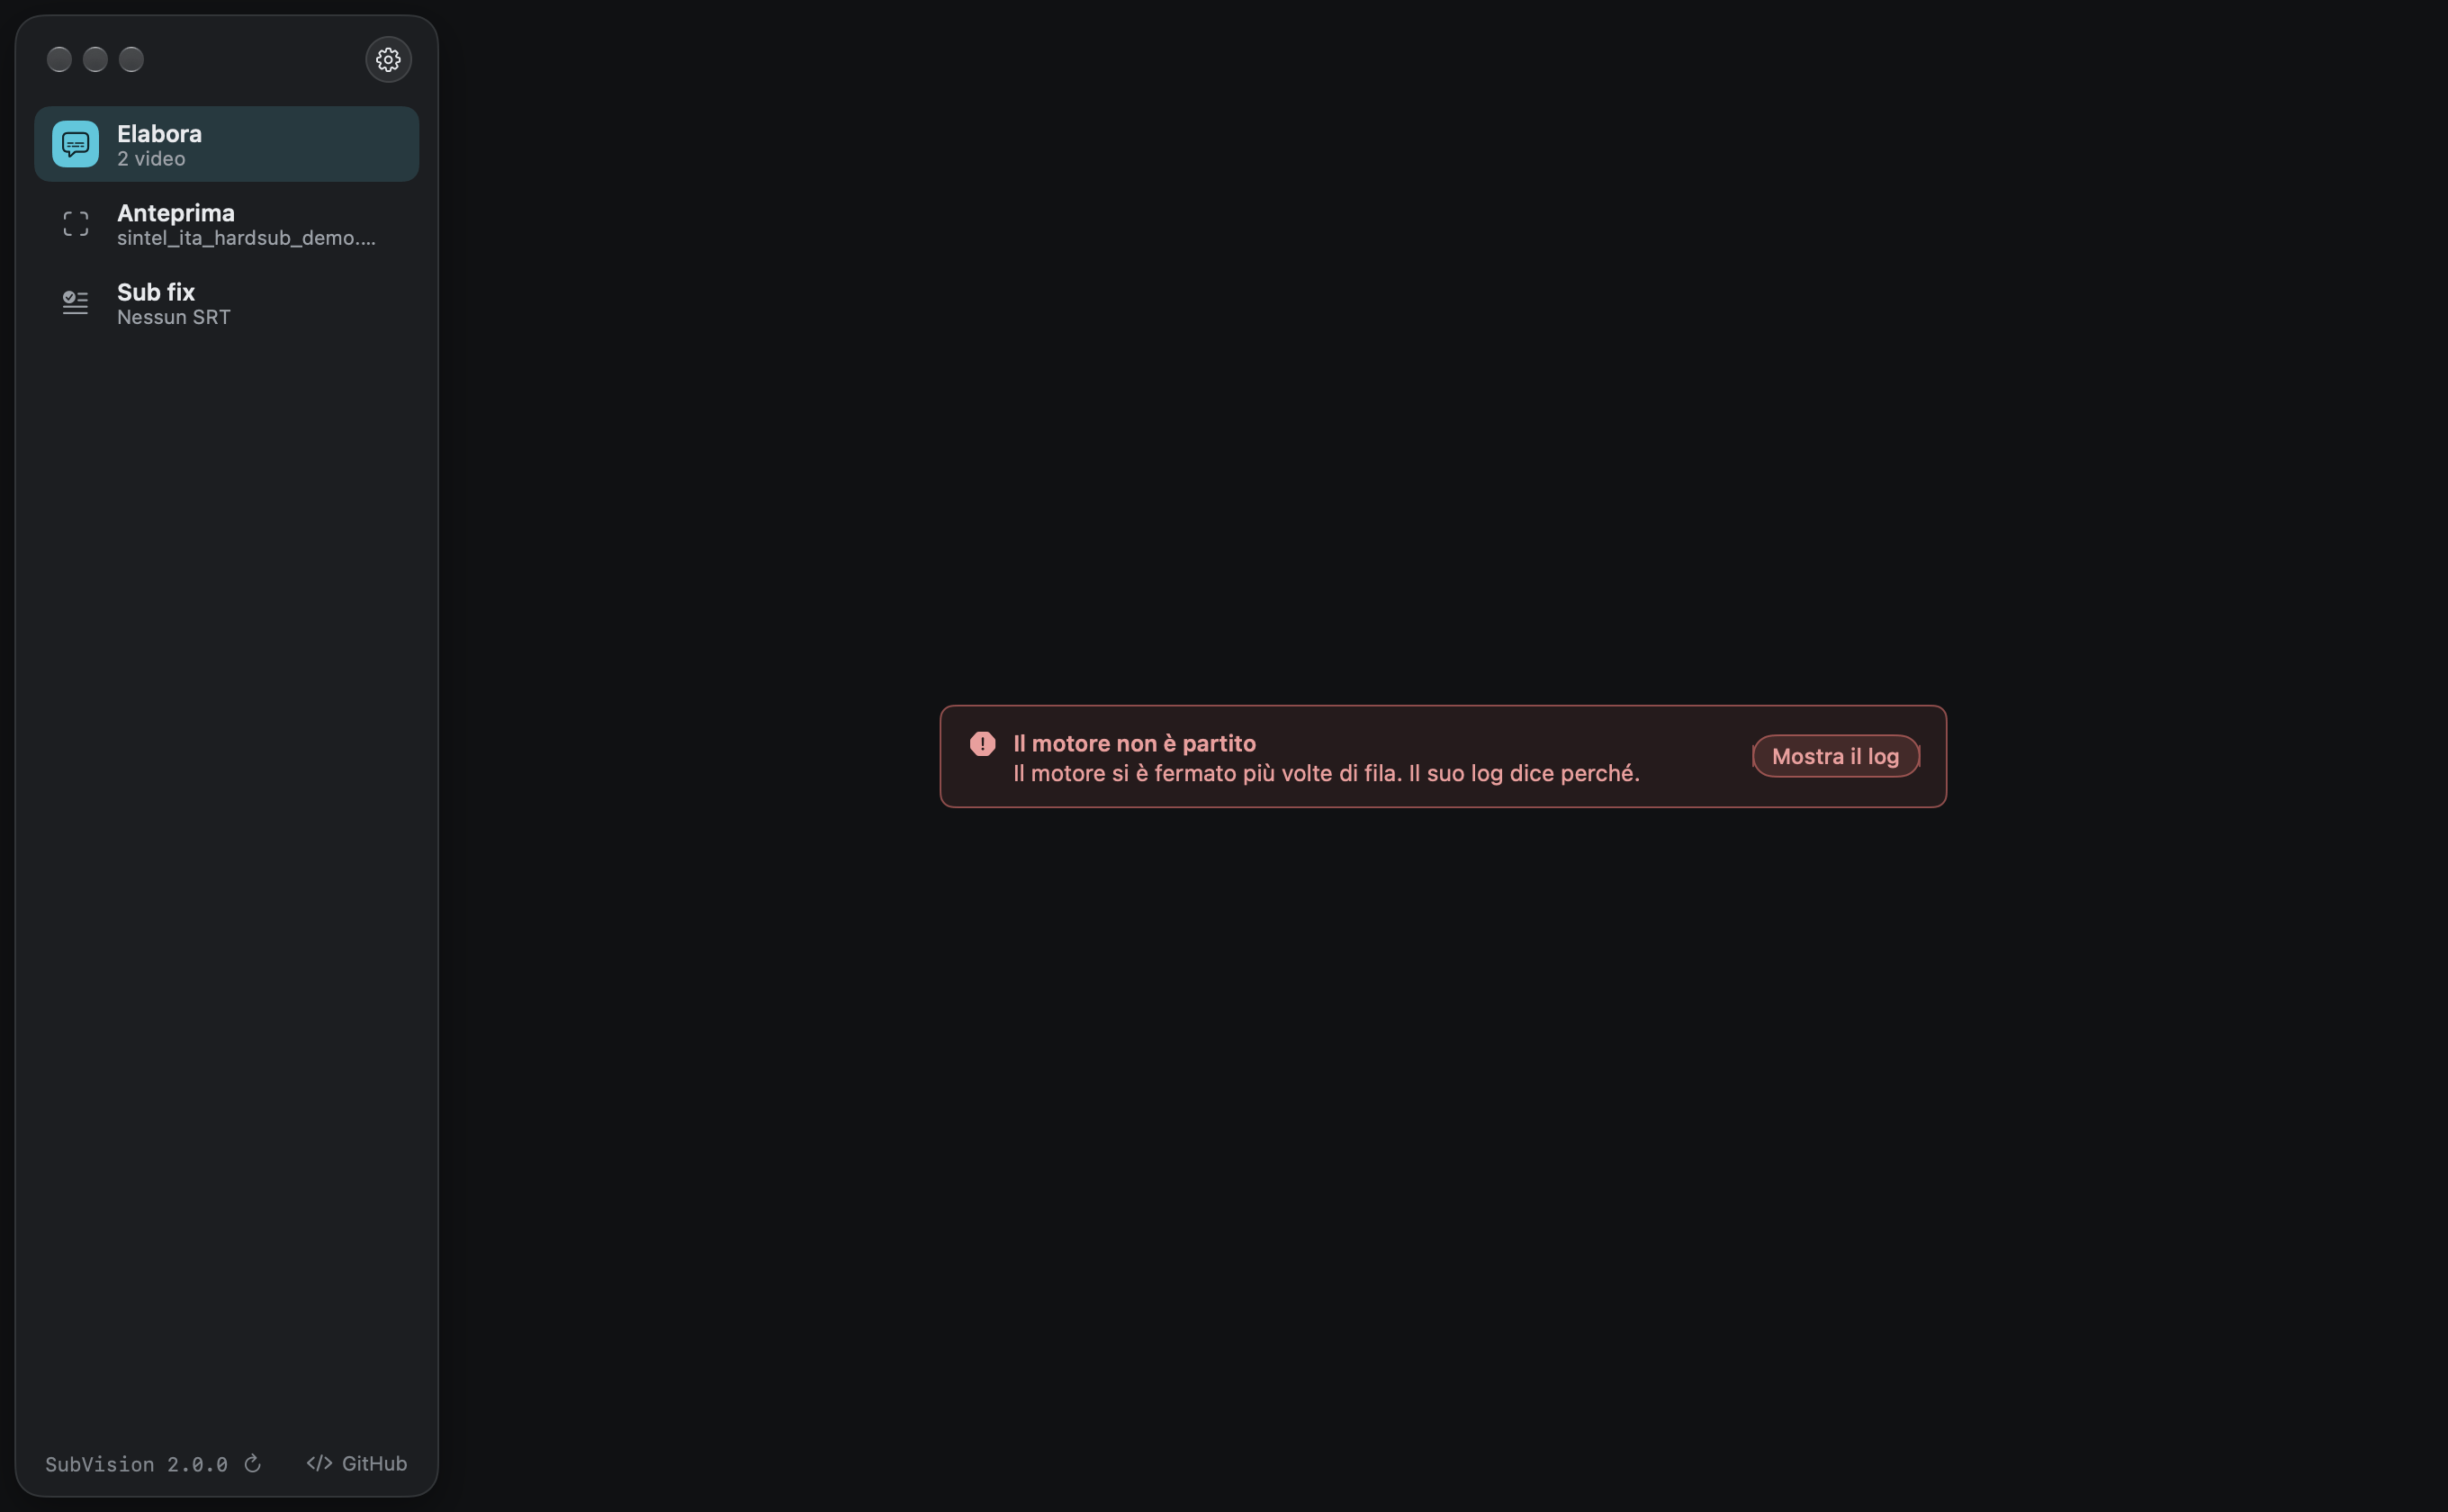 Elabora
2 video
Anteprima
sintel_ita_hardsub_demo....
Sub fix
Nessun SRT
Il motore non è partito
Il motore si è fermato più volte di fila. Il suo log dice perché.
Mostra il log
SubVision 2.0.0
</> GitHub